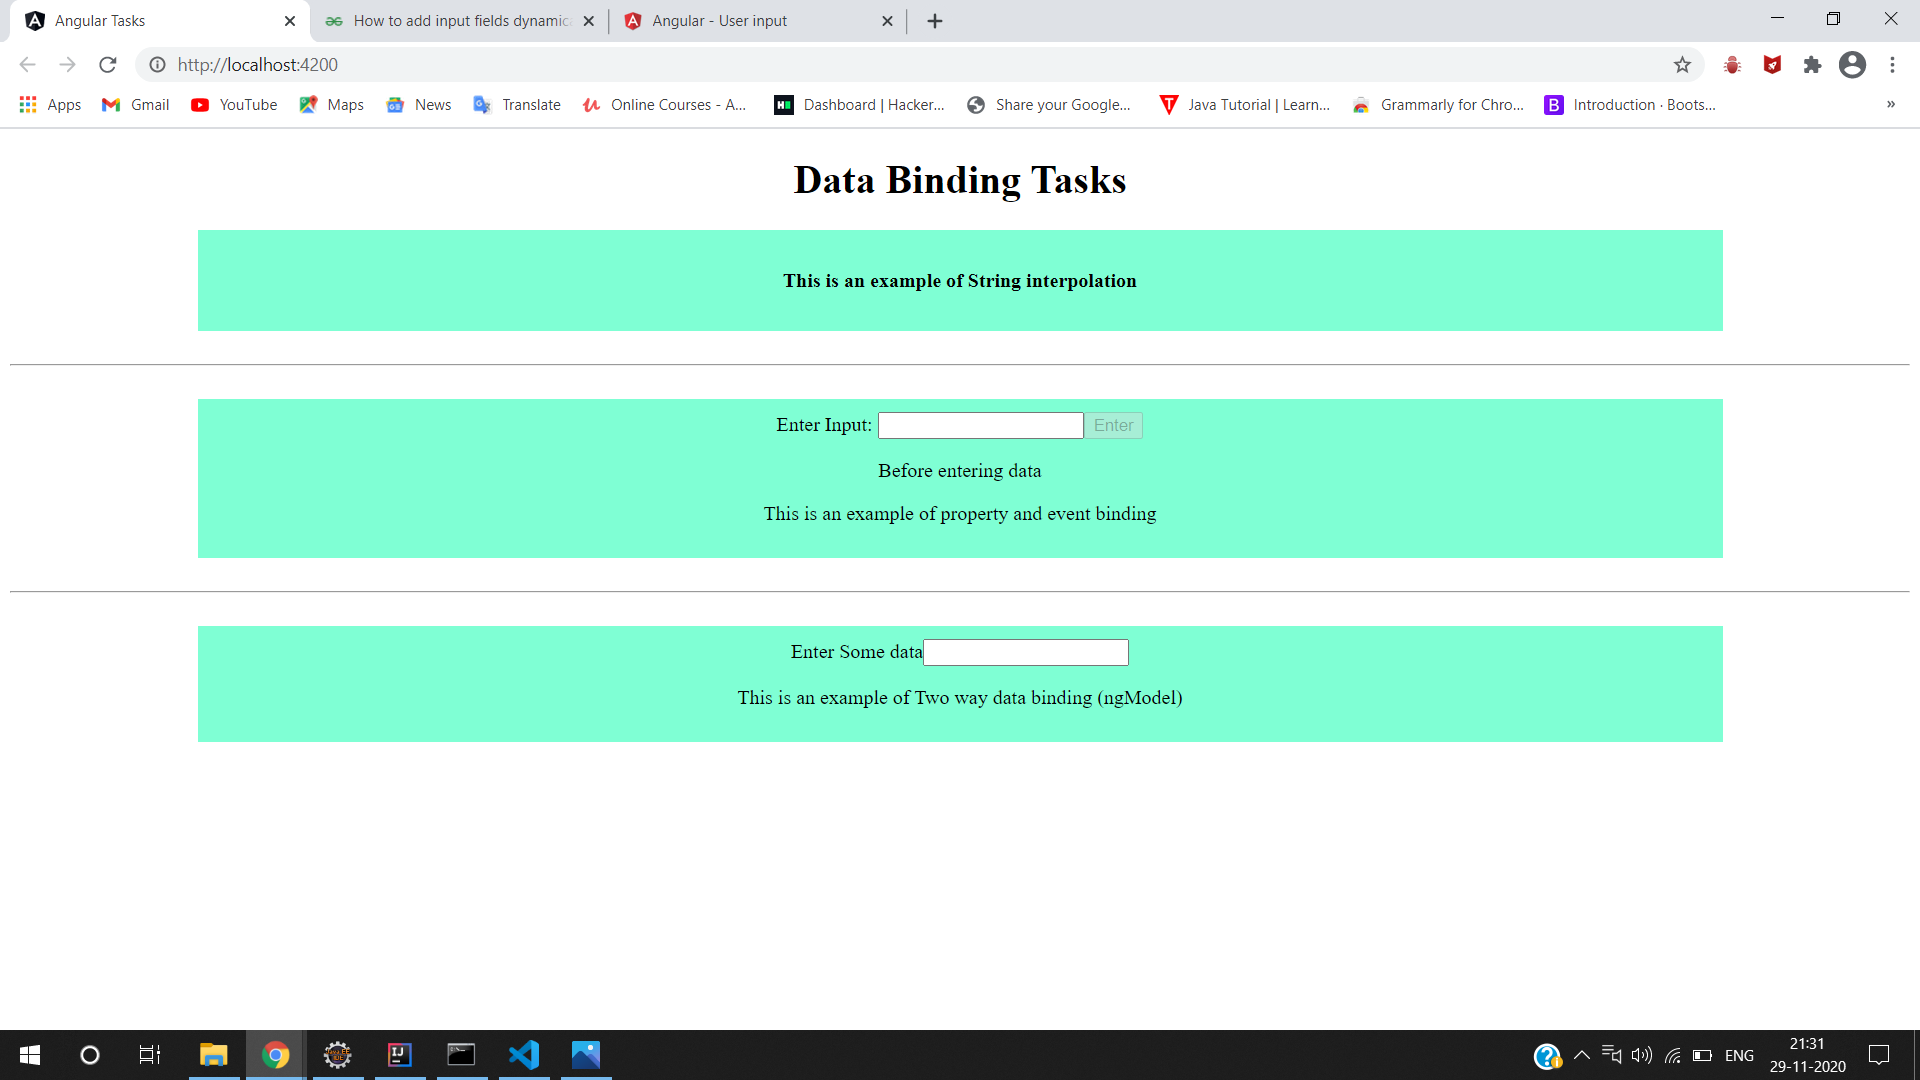 Angular Tasks
How to add input fields dynamic
Angular - User input
http://localhost:4200
Apps
Gmail
YouTube
Maps
News
Translate
Online Courses - A...
Dashboard | Hacker...
Share your Google...
Java Tutorial | Learn...
Grammarly for Chro...
Introduction · Boots...
»
Data Binding Tasks
This is an example of String interpolation
Enter Input:
Enter
Before entering data
This is an example of property and event binding
Enter Some data
This is an example of Two way data binding (ngModel)
ENG
21:31
29-11-2020